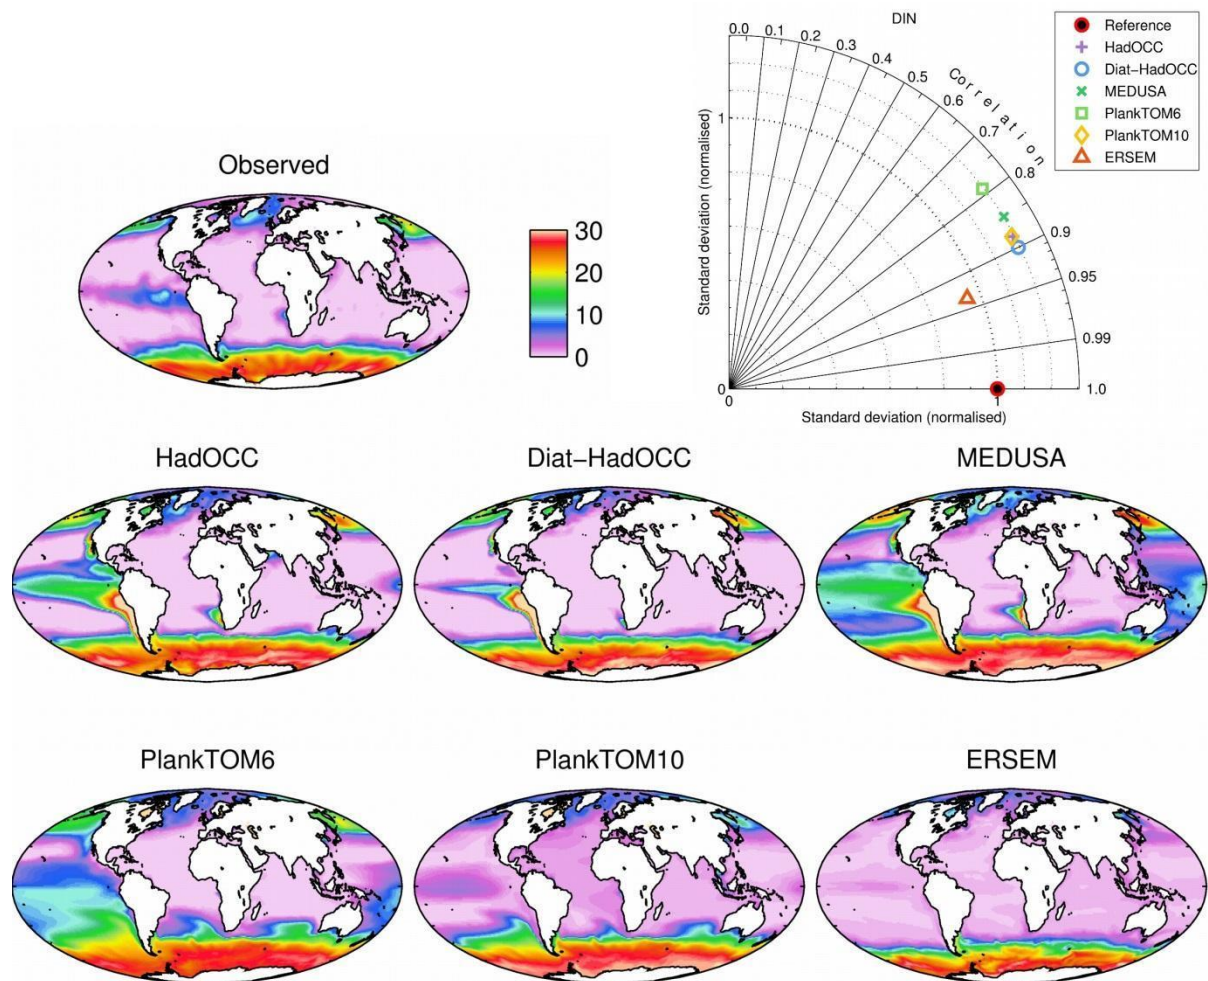 DIN
0.0 0.1 0.2 0.3 0.4 0.5 0.6 0.7 0.8 0.9 0.95 0.99 1.0
Correlation
Standard deviation (normalised)
1
0
0 1
Standard deviation (normalised)
Reference
HadOCC
Diat-HadOCC
MEDUSA
PlankTOM6
PlankTOM10
ERSEM
Observed
30
20
10
0
HadOCC Diat-HadOCC MEDUSA
PlankTOM6 PlankTOM10 ERSEM